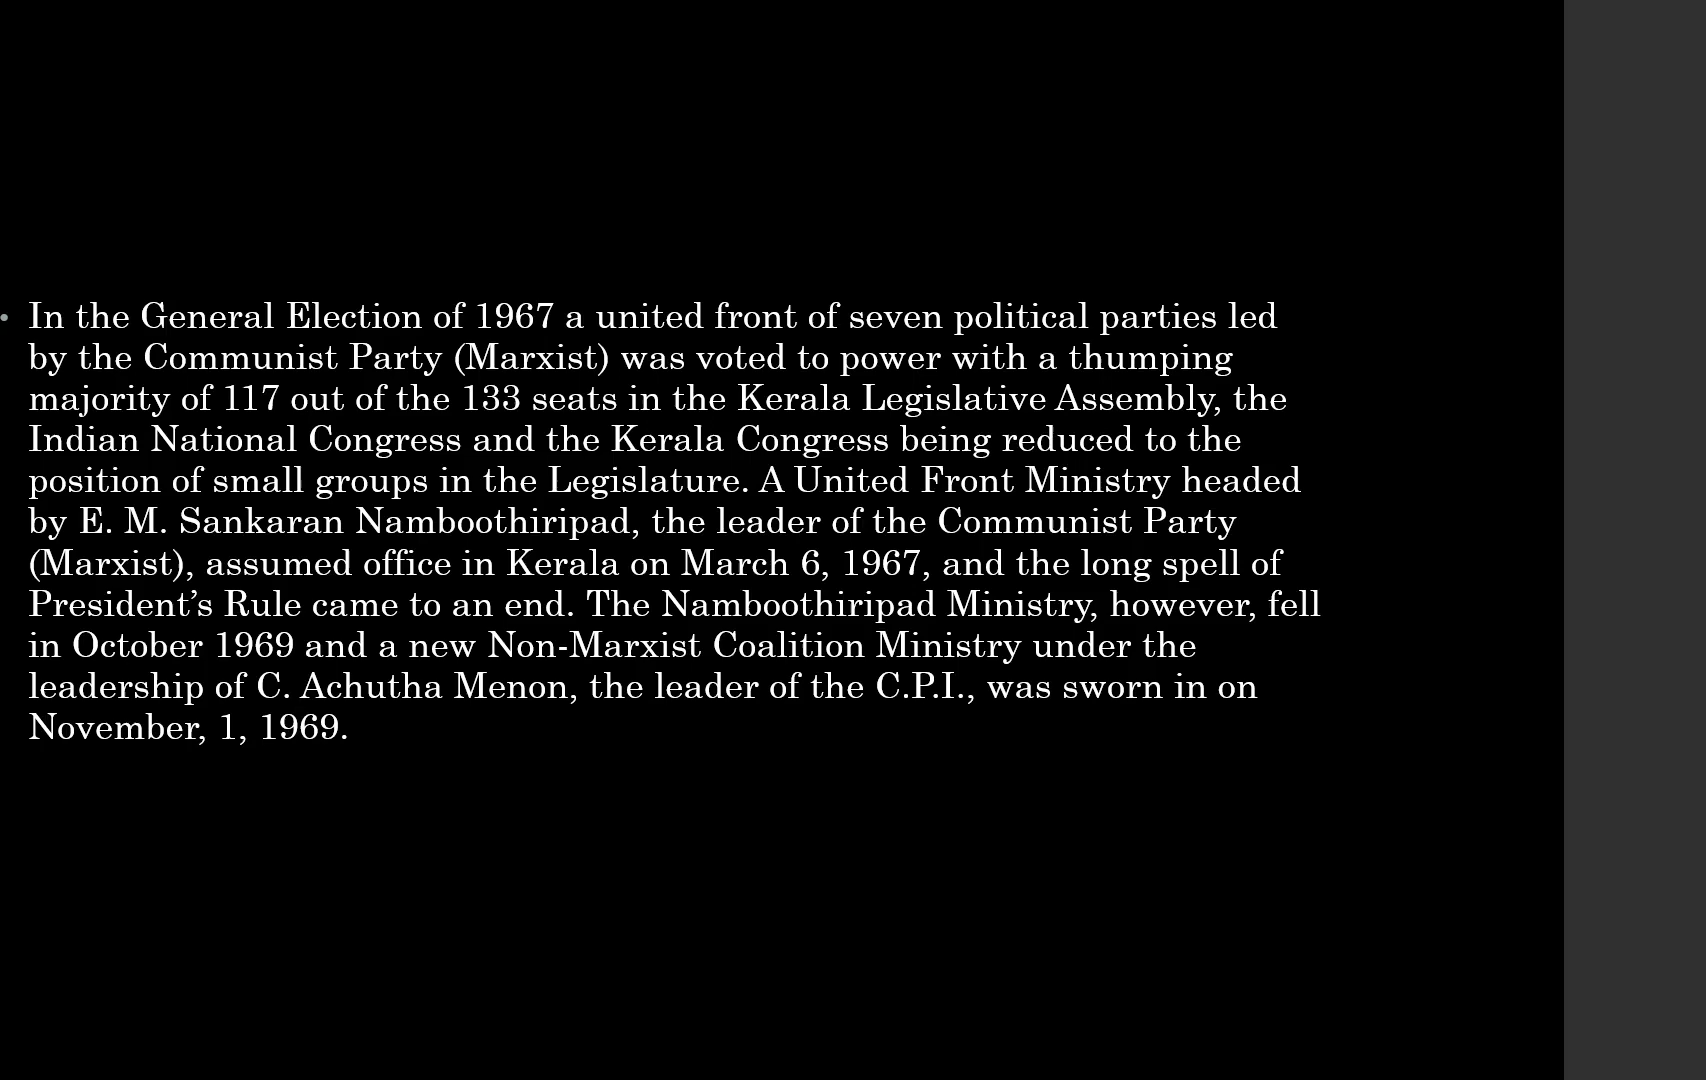 • In the General Election of 1967 a united front of seven political parties led
by the Communist Party (Marxist) was voted to power with a thumping
majority of 117 out of the 133 seats in the Kerala Legislative Assembly, the
Indian National Congress and the Kerala Congress being reduced to the
position of small groups in the Legislature. A United Front Ministry headed
by E. M. Sankaran Namboothiripad, the leader of the Communist Party
(Marxist), assumed office in Kerala on March 6, 1967, and the long spell of
President’s Rule came to an end. The Namboothiripad Ministry, however, fell
in October 1969 and a new Non-Marxist Coalition Ministry under the
leadership of C. Achutha Menon, the leader of the C.P.I., was sworn in on
November, 1, 1969.